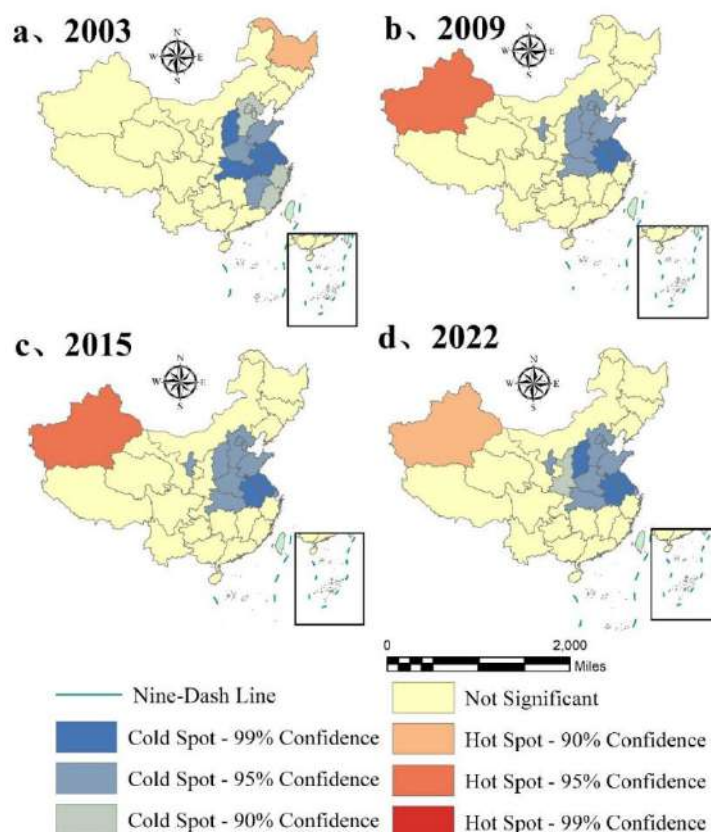 a、2003
N
W E
S
b、2009
N
W E
S
c、2015
N
W E
S
d、2022
N
W E
S
0 2,000
Miles
Nine-Dash Line
Cold Spot - 99% Confidence
Cold Spot - 95% Confidence
Cold Spot - 90% Confidence
Not Significant
Hot Spot - 90% Confidence
Hot Spot - 95% Confidence
Hot Spot - 99% Confidence